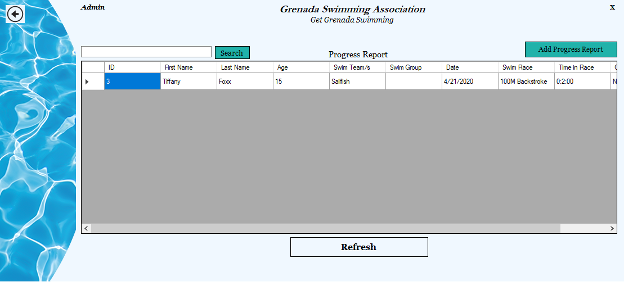 Admin
Grenada Swimming Association
x
Get Grenada Swimming
Search
Progress Report
Add Progress Report
ID First Name Last Name Age Swim Team/s Swim Group Date Swim Race Time In Race
3 Tiffany Foxx 15 Sailfish 4/21/2020 100M Backstroke 0:2:00 N
Refresh